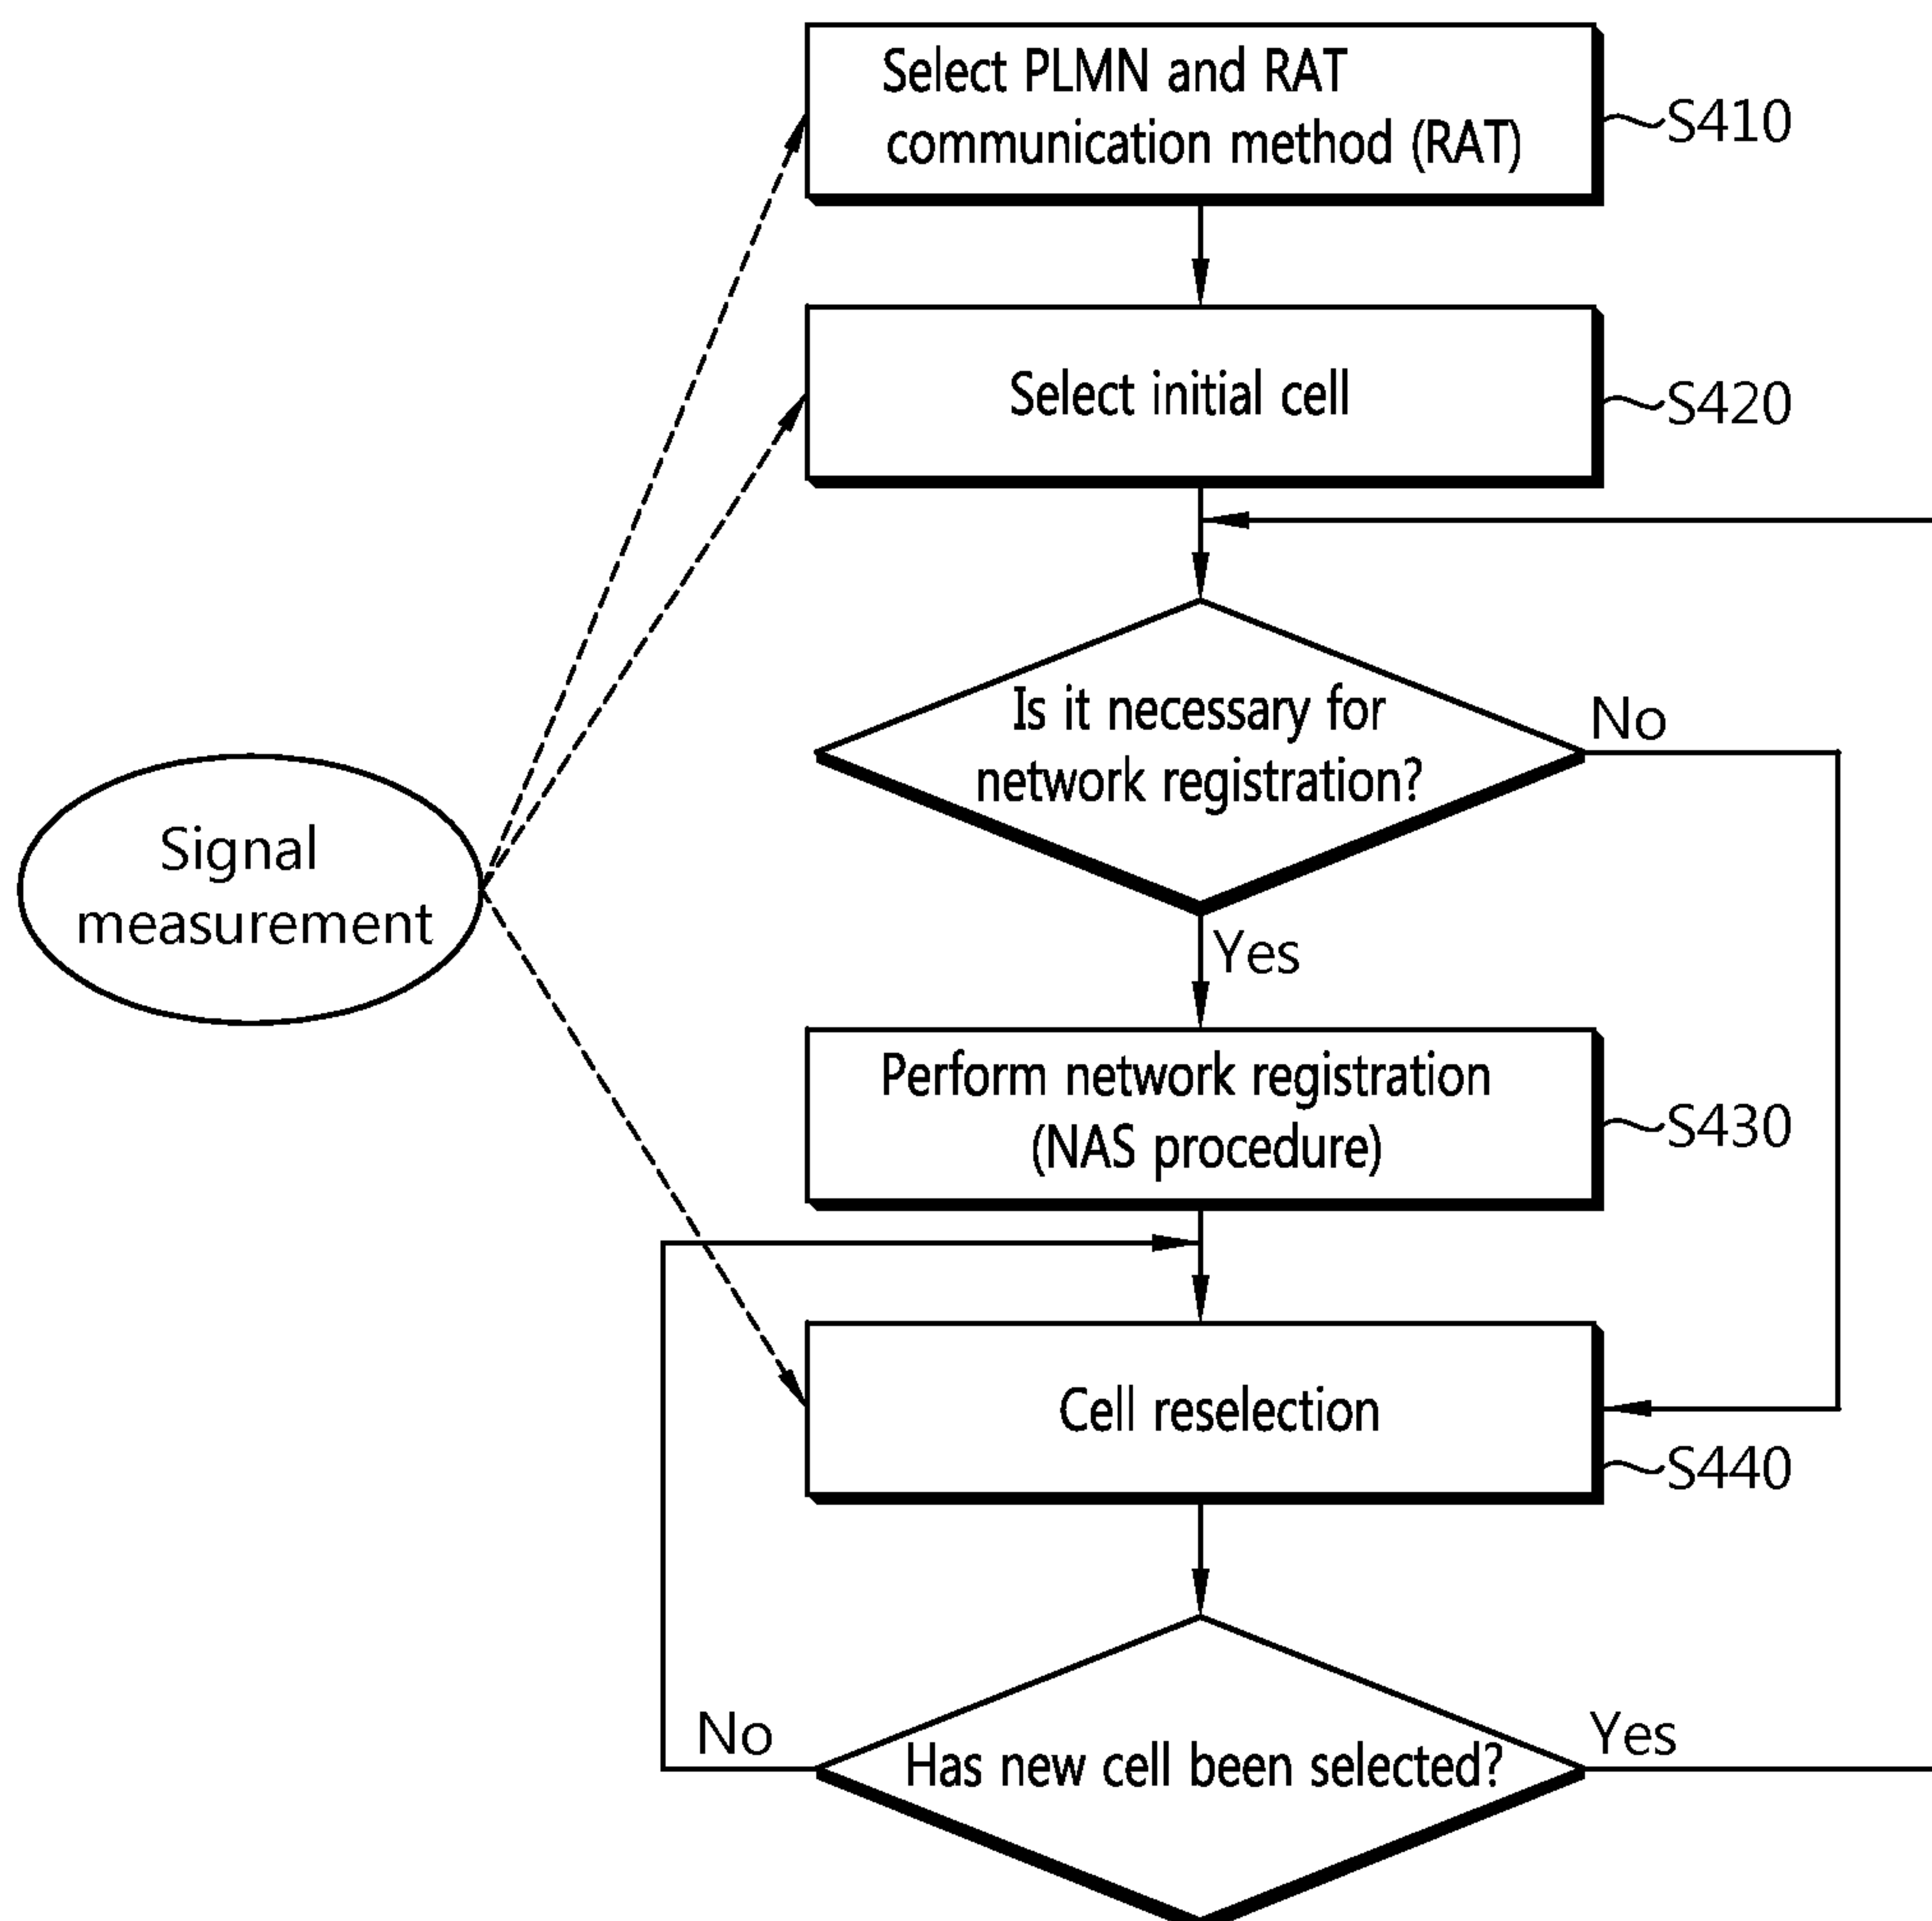 Select PLMN and RAT
communication method (RAT)
S410
Select initial cell
S420
Is it necessary for
network registration?
No
Yes
Signal
measurement
Perform network registration
(NAS procedure)
S430
Cell reselection
S440
No
Has new cell been selected?
Yes